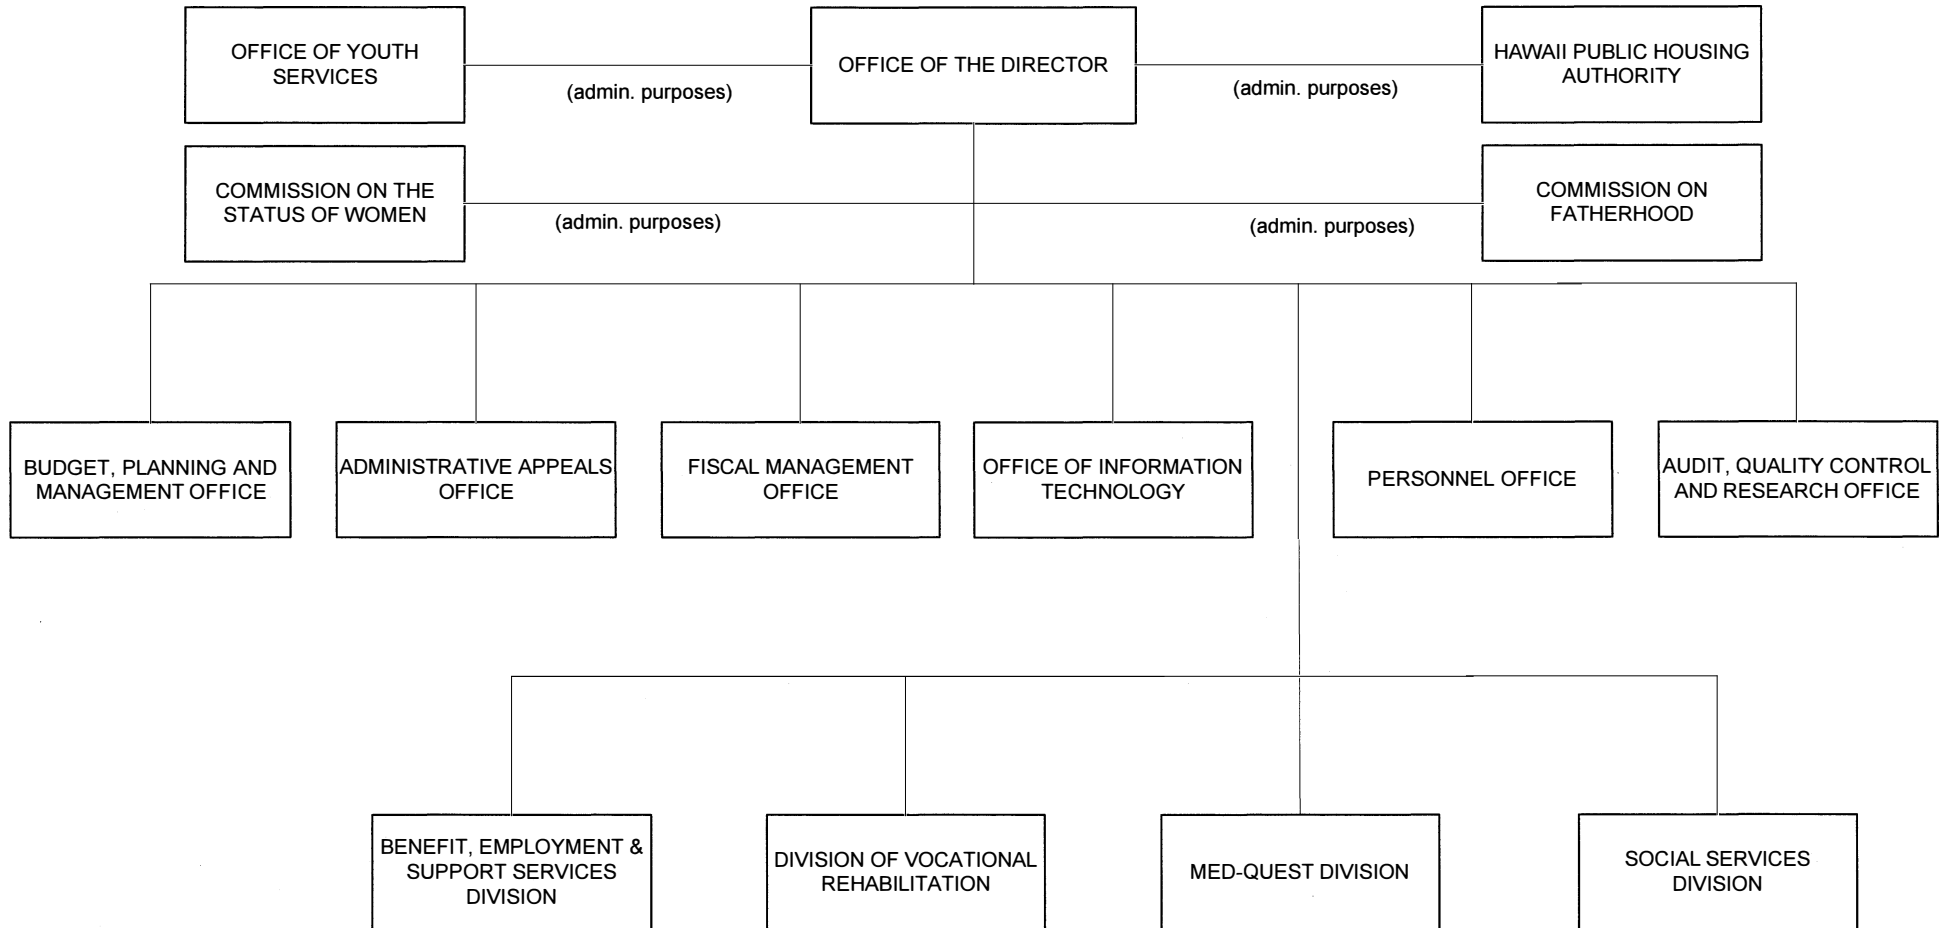 OFFICE OF YOUTH
SERVICES
(admin. purposes)
OFFICE OF THE DIRECTOR
(admin. purposes)
HAWAII PUBLIC HOUSING
AUTHORITY
COMMISSION ON THE
STATUS OF WOMEN
(admin. purposes)
(admin. purposes)
COMMISSION ON
FATHERHOOD
BUDGET, PLANNING AND
MANAGEMENT OFFICE
ADMINISTRATIVE APPEALS
OFFICE
FISCAL MANAGEMENT
OFFICE
OFFICE OF INFORMATION
TECHNOLOGY
PERSONNEL OFFICE
AUDIT, QUALITY CONTROL
AND RESEARCH OFFICE
BENEFIT, EMPLOYMENT &
SUPPORT SERVICES
DIVISION
DIVISION OF VOCATIONAL
REHABILITATION
MED-QUEST DIVISION
SOCIAL SERVICES
DIVISION